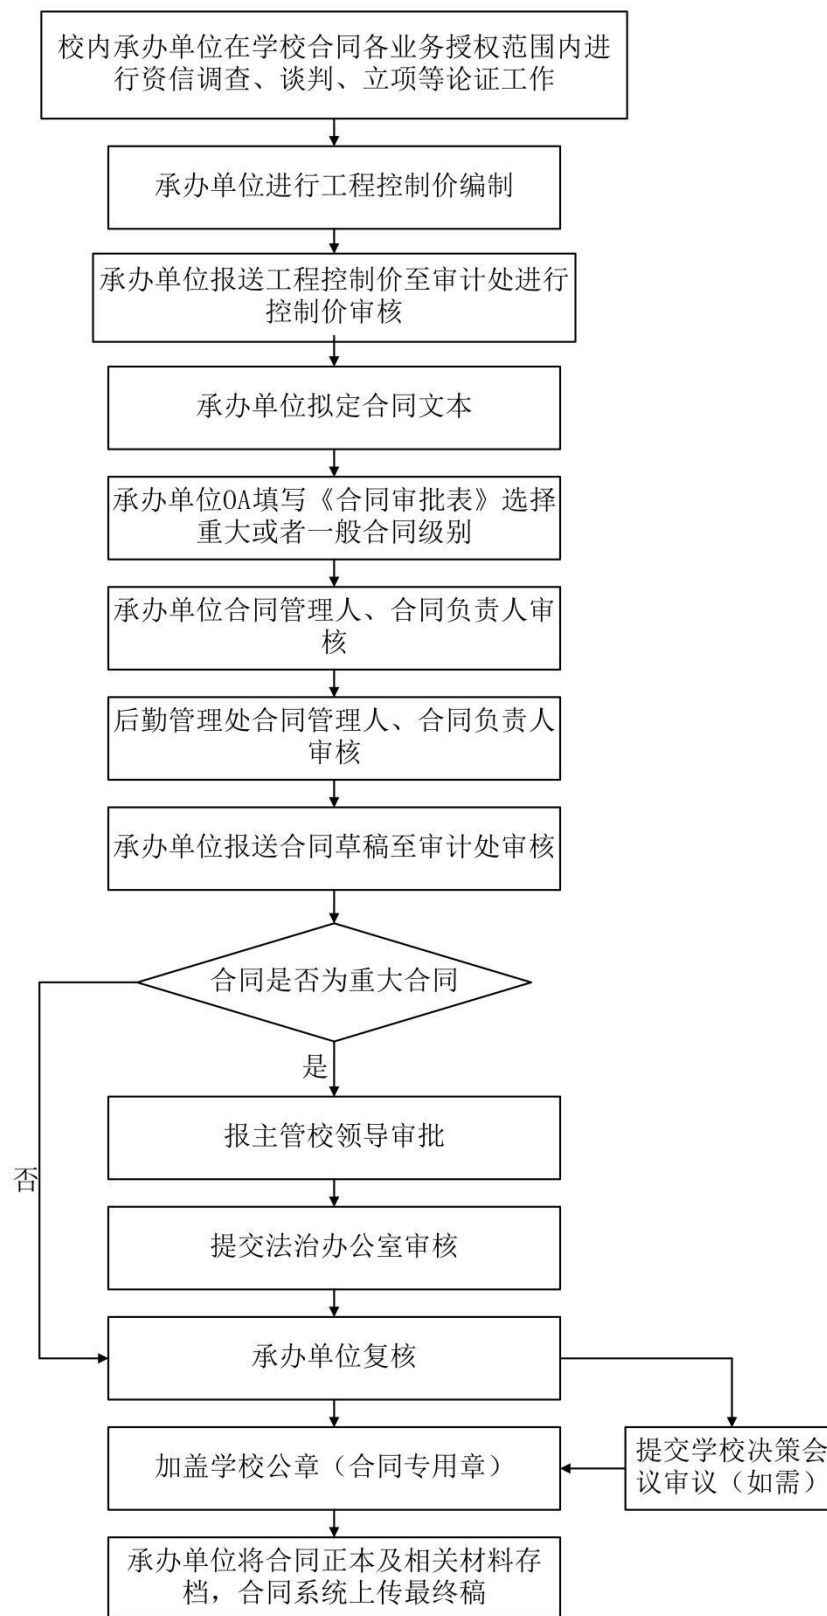 校内承办单位在学校合同各业务授权范围内进
行资信调查、谈判、立项等论证工作
承办单位进行工程控制价编制
承办单位报送工程控制价至审计处进行
控制价审核
承办单位拟定合同文本
承办单位OA填写《合同审批表》选择
重大或者一般合同级别
承办单位合同管理人、合同负责人审
核
后勤管理处合同管理人、合同负责人
审核
承办单位报送合同草稿至审计处审核
合同是否为重大合同
是
报主管校领导审批
否
提交法治办公室审核
承办单位复核
加盖学校公章（合同专用章）
提交学校决策会
议审议（如需）
承办单位将合同正本及相关材料存
档，合同系统上传最终稿